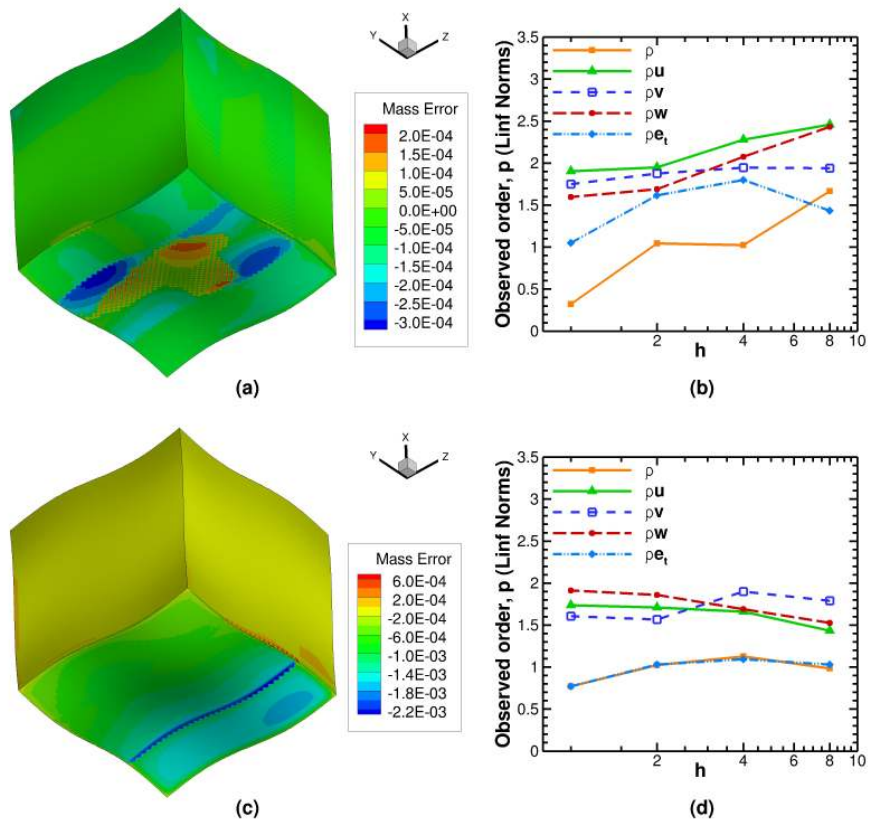 X
Y
Z
Mass Error
2.0E-04
1.5E-04
1.0E-04
5.0E-05
0.0E+00
-5.0E-05
-1.0E-04
-1.5E-04
-2.0E-04
-2.5E-04
-3.0E-04
(a)
Observed order, p (Linf Norms)
3.5
3
2.5
2
1.5
1
0.5
0
ρ
ρu
ρv
ρw
ρeₜ
2
4
6
8
10
h
(b)
X
Y
Z
Mass Error
6.0E-04
2.0E-04
-2.0E-04
-6.0E-04
-1.0E-03
-1.4E-03
-1.8E-03
-2.2E-03
(c)
Observed order, p (Linf Norms)
3.5
3
2.5
2
1.5
1
0.5
0
ρ
ρu
ρv
ρw
ρeₜ
2
4
6
8
10
h
(d)